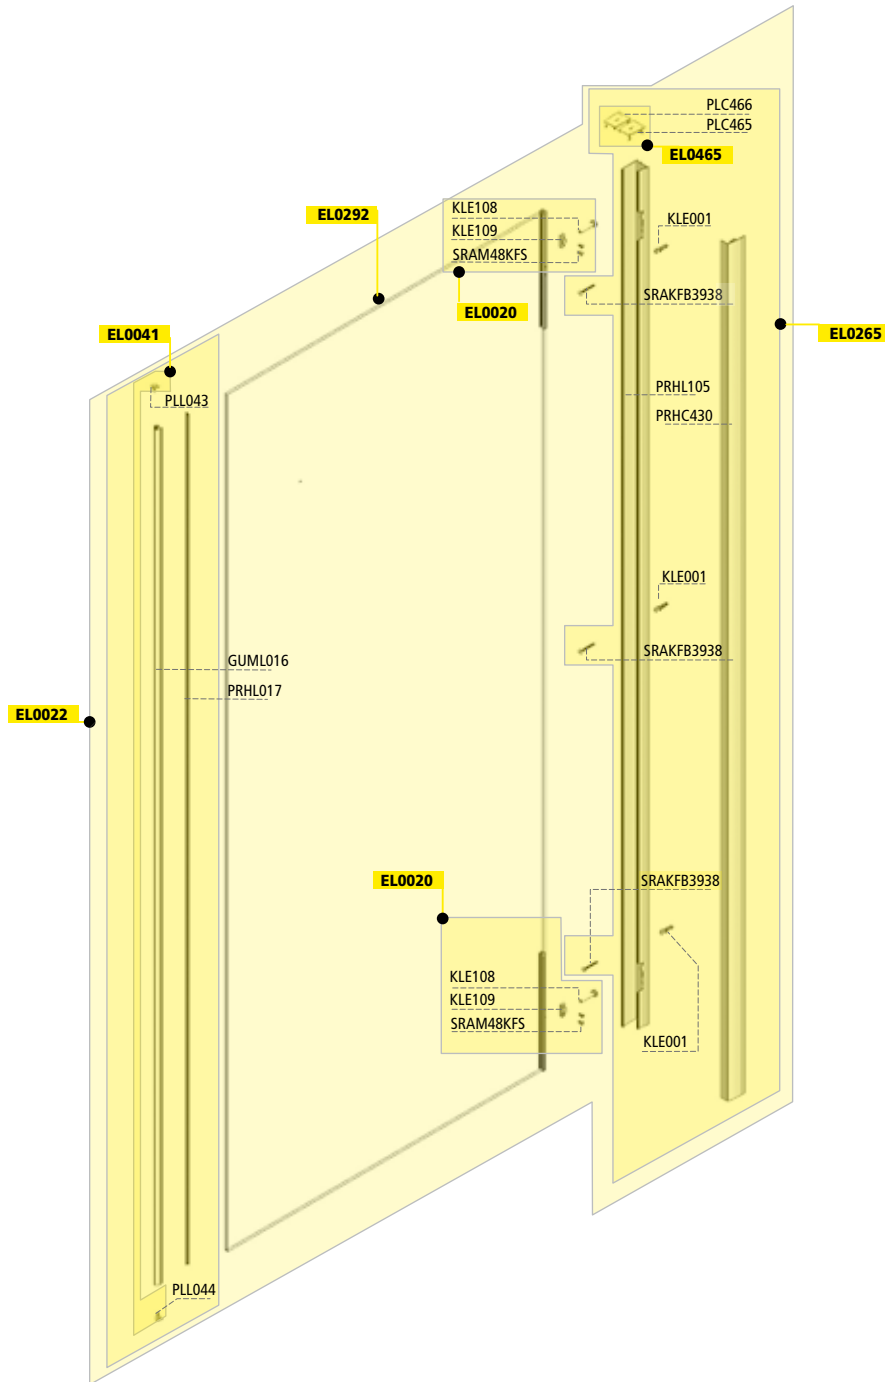 PLC466
PLC465
EL0465
KLE108
KLE109
SRAM48KFS
EL0292
KLE001
EL0020
SRAKFB3938
EL0041
EL0265
PLL043
PRHL105
PRHC430
KLE001
SRAKFB3938
GUML016
PRHL017
EL0022
EL0020
SRAKFB3938
KLE108
KLE109
SRAM48KFS
KLE001
PLL044